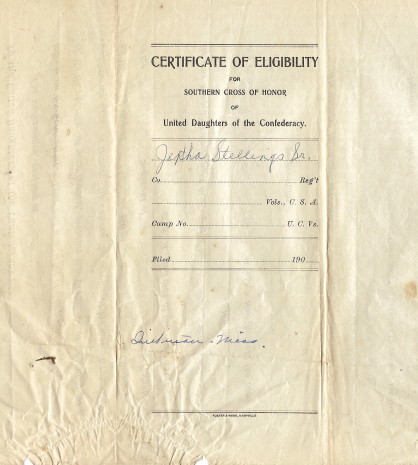 CERTIFICATE OF ELIGIBILITY
FOR
SOUTHERN CROSS OF HONOR
OF
United Daughters of the Confederacy.
Jeptha Stellings Sr.
Co. Reg't
Vols., C. S. A.
Camp No. U. C. Vs.
Filed 190
Miss.